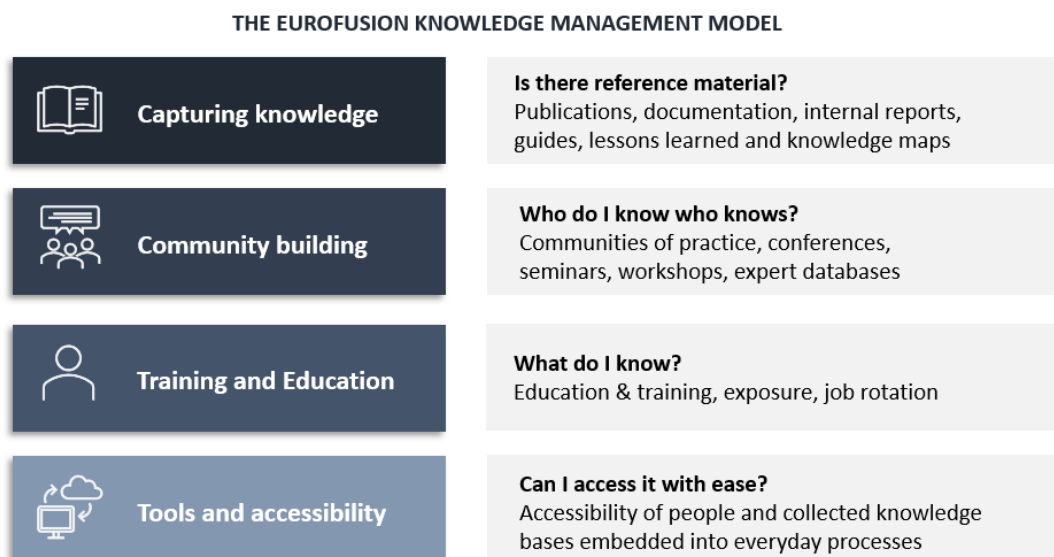 THE EUROFUSION KNOWLEDGE MANAGEMENT MODEL
Capturing knowledge
Is there reference material?
Publications, documentation, internal reports,
guides, lessons learned and knowledge maps
Community building
Who do I know who knows?
Communities of practice, conferences,
seminars, workshops, expert databases
Training and Education
What do I know?
Education & training, exposure, job rotation
Tools and accessibility
Can I access it with ease?
Accessibility of people and collected knowledge
bases embedded into everyday processes